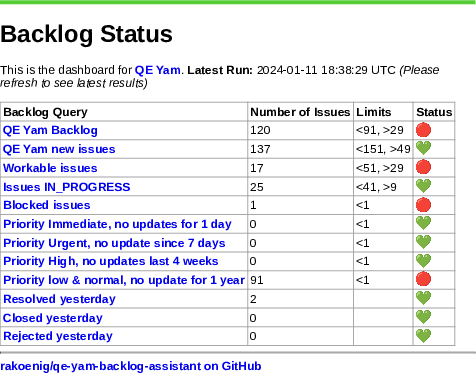 Backlog Status
This is the dashboard for QE Yam. Latest Run: 2024-01-11 18:38:29 UTC (Please
refresh to see latest results)
Backlog Query Number of Issues Limits Status
QE Yam Backlog 120 <91, >29
QE Yam new issues 137 <151, >49
Workable issues 17 <51, >29
Issues IN_PROGRESS 25 <41, >9
Blocked issues 1 <1
Priority Immediate, no updates for 1 day 0 <1
Priority Urgent, no update since 7 days 0 <1
Priority High, no updates last 4 weeks 0 <1
Priority low & normal, no update for 1 year 91 <1
Resolved yesterday 2
Closed yesterday 0
Rejected yesterday 0
rakoenig/qe-yam-backlog-assistant on GitHub